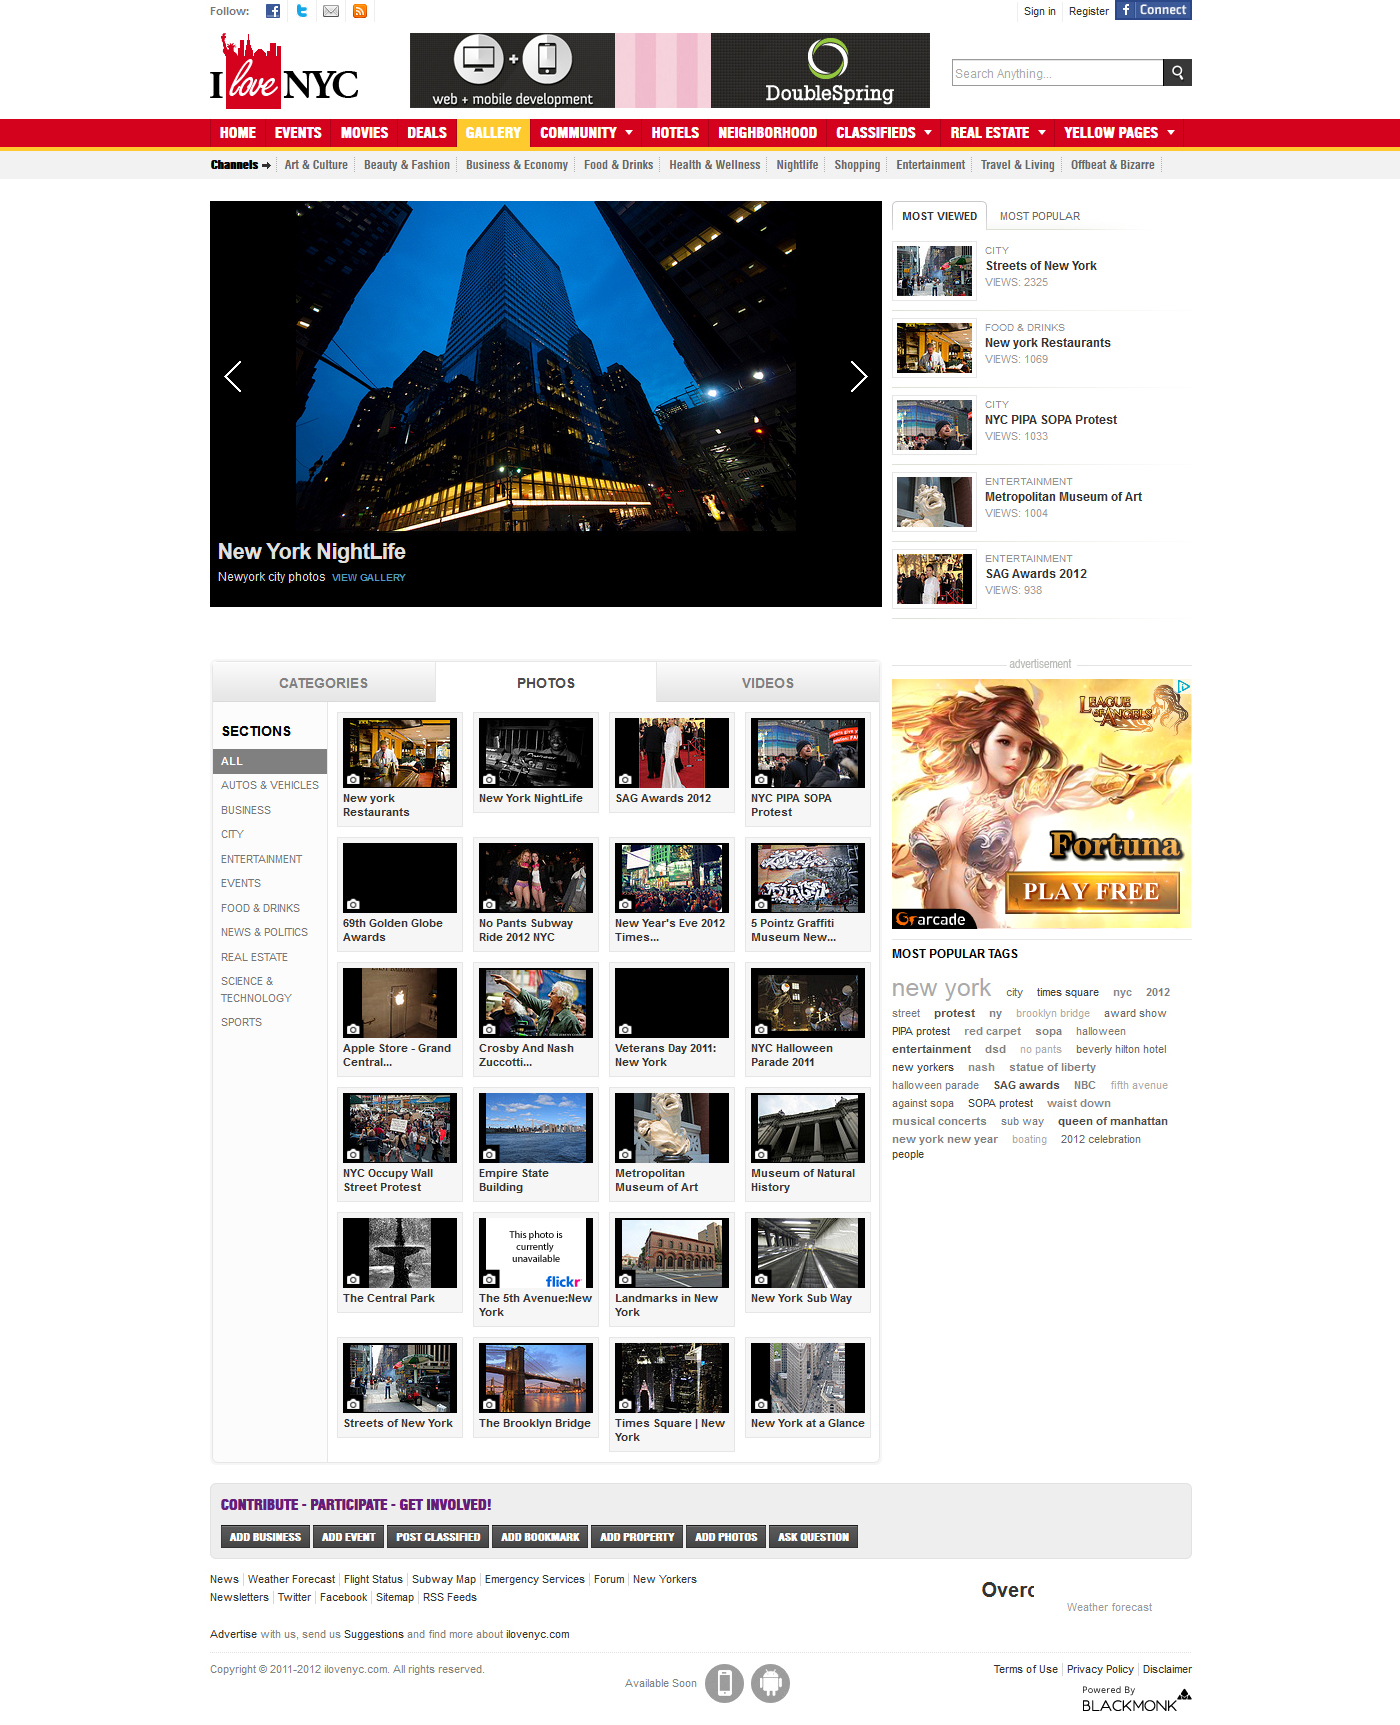 Follow:
Sign in Register Connect
I love NYC
web + mobile development
DoubleSpring
Search Anything...
HOME EVENTS MOVIES DEALS GALLERY COMMUNITY HOTELS NEIGHBORHOOD CLASSIFIEDS REAL ESTATE YELLOW PAGES
Channels Art & Culture Beauty & Fashion Business & Economy Food & Drinks Health & Wellness Nightlife Shopping Entertainment Travel & Living Offbeat & Bizarre
citibank
New York NightLife
Newyork city photos VIEW GALLERY
MOST VIEWED MOST POPULAR
CITY
Streets of New York
VIEWS: 2325
FOOD & DRINKS
New york Restaurants
VIEWS: 1069
CITY
NYC PIPA SOPA Protest
VIEWS: 1033
ENTERTAINMENT
Metropolitan Museum of Art
VIEWS: 1004
ENTERTAINMENT
SAG Awards 2012
VIEWS: 938
CATEGORIES PHOTOS VIDEOS
SECTIONS
ALL
AUTOS & VEHICLES
BUSINESS
CITY
ENTERTAINMENT
EVENTS
FOOD & DRINKS
NEWS & POLITICS
REAL ESTATE
SCIENCE &
TECHNOLOGY
SPORTS
New york
Restaurants
New York NightLife
SAG Awards 2012
NYC PIPA SOPA
Protest
69th Golden Globe
Awards
No Pants Subway
Ride 2012 NYC
New Year's Eve 2012
Times...
5 Pointz Graffiti
Museum New...
Apple Store - Grand
Central...
Crosby And Nash
Zuccotti...
Veterans Day 2011:
New York
NYC Halloween
Parade 2011
NYC Occupy Wall
Street Protest
Empire State
Building
Metropolitan
Museum of Art
Museum of Natural
History
The Central Park
This photo is
currently
unavailable
flickr
The 5th Avenue:New
York
Landmarks in New
York
New York Sub Way
Streets of New York
The Brooklyn Bridge
Times Square | New
York
New York at a Glance
advertisement
LEAGUE OF ANGELS
Fortuna
PLAY FREE
arcade
MOST POPULAR TAGS
new york city times square nyc 2012
street protest ny brooklyn bridge award show
PIPA protest red carpet sopa halloween
entertainment dsd no pants beverly hilton hotel
new yorkers nash statue of liberty
halloween parade SAG awards NBC fifth avenue
against sopa SOPA protest waist down
musical concerts sub way queen of manhattan
new york new year boating 2012 celebration
people
CONTRIBUTE - PARTICIPATE - GET INVOLVED!
ADD BUSINESS ADD EVENT POST CLASSIFIED ADD BOOKMARK ADD PROPERTY ADD PHOTOS ASK QUESTION
News Weather Forecast Flight Status Subway Map Emergency Services Forum New Yorkers
Newsletters Twitter Facebook Sitemap RSS Feeds
Overc
Weather forecast
Advertise with us, send us Suggestions and find more about ilovenyc.com
Copyright © 2011-2012 ilovenyc.com. All rights reserved.
Available Soon
Terms of Use Privacy Policy Disclaimer
Powered By
BLACKMONK